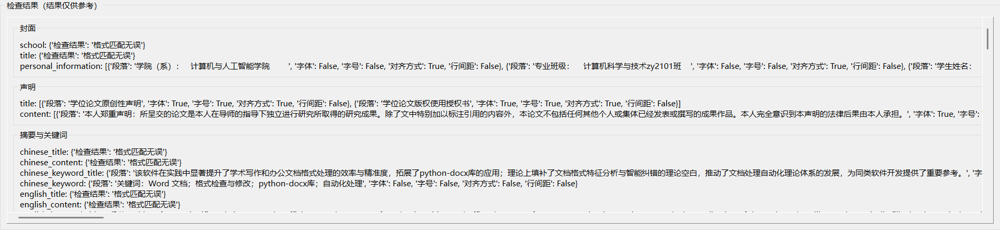 检查结果（结果仅供参考）
封面
school: {'检查结果': '格式匹配无误'}
title: {'检查结果': '格式匹配无误'}
personal_information: [{'段落': '学院（系）：    计算机与人工智能学院        ', '字体': False, '字号': False, '对齐方式': True, '行间距': False}, {'段落': '专业班级：    计算机科学与技术zy2101班    ', '字体': False, '字号': False, '对齐方式': True, '行间距': False}, {'段落': '学生姓名：
声明
title: [{'段落': '学位论文原创性声明', '字体': True, '字号': True, '对齐方式': True, '行间距': False}, {'段落': '学位论文版权使用授权书', '字体': True, '字号': True, '对齐方式': True, '行间距': False}]
content: [{'段落': '本人郑重声明：所呈交的论文是本人在导师的指导下独立进行研究所取得的研究成果。除了文中特别加以标注引用的内容外，本论文不包括任何其他个人或集体已经发表或撰写的成果作品。本人完全意识到本声明的法律后果由本人承担。', '字体': True, '字号':
摘要与关键词
chinese_title: {'检查结果': '格式匹配无误'}
chinese_content: {'检查结果': '格式匹配无误'}
chinese_keyword_title: {'段落': '该软件在实践中显著提升了学术写作和办公文档格式处理的效率与精准度，拓展了python-docx库的应用；理论上填补了文档格式特征分析与智能纠错的理论空白，推动了文档处理自动化理论体系的发展，为同类软件开发提供了重要参考。', '字
chinese_keyword: {'段落': '关键词：Word 文档；格式检查与修改；python-docx库；自动化处理', '字体': False, '字号': False, '对齐方式': False, '行间距': False}
english_title: {'检查结果': '格式匹配无误'}
english_content: {'检查结果': '格式匹配无误'}